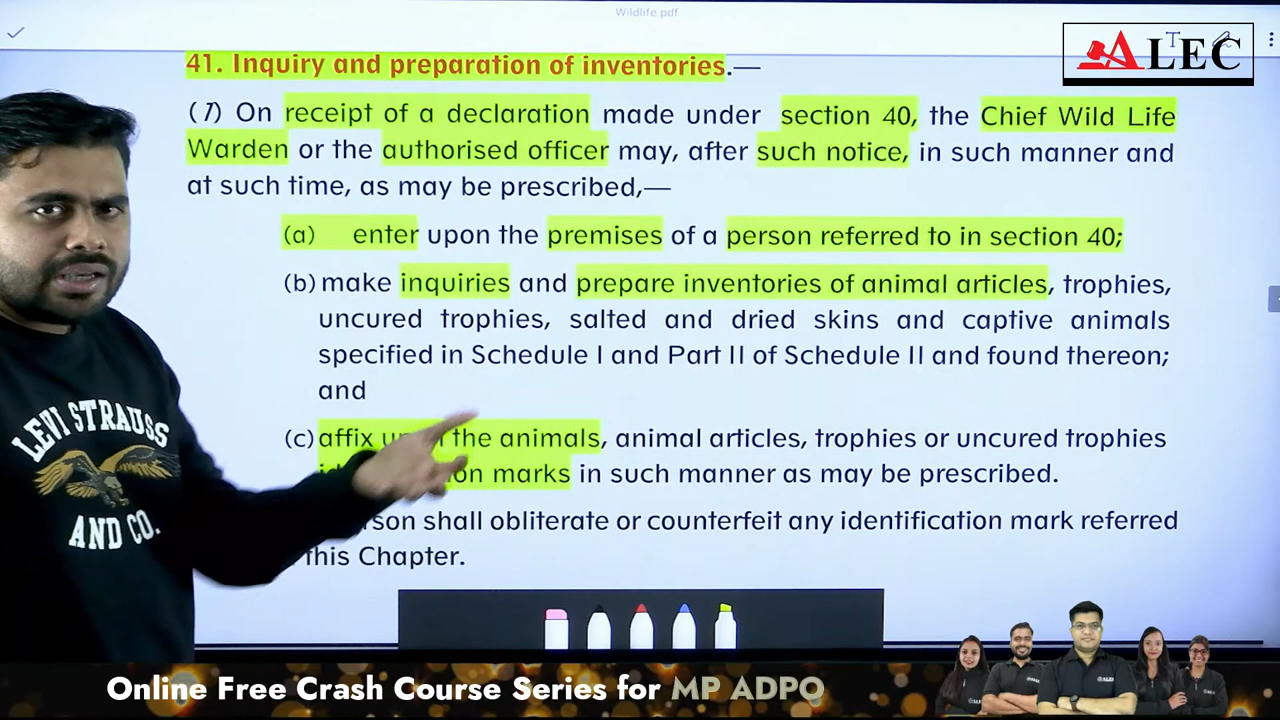 Wildlife.pdf
ALEC
41. Inquiry and preparation of inventories.—
(1) On receipt of a declaration made under section 40, the Chief Wild Life
Warden or the authorised officer may, after such notice, in such manner and
at such time, as may be prescribed,—
(a) enter upon the premises of a person referred to in section 40;
(b) make inquiries and prepare inventories of animal articles, trophies,
uncured trophies, salted and dried skins and captive animals
specified in Schedule I and Part II of Schedule II and found thereon;
and
(c) affix the animals, animal articles, trophies or uncured trophies
marks in such manner as may be prescribed.
shall obliterate or counterfeit any identification mark referred
this Chapter.
LEVI STRAUSS
AND CO.
Online Free Crash Course Series for MP ADPO